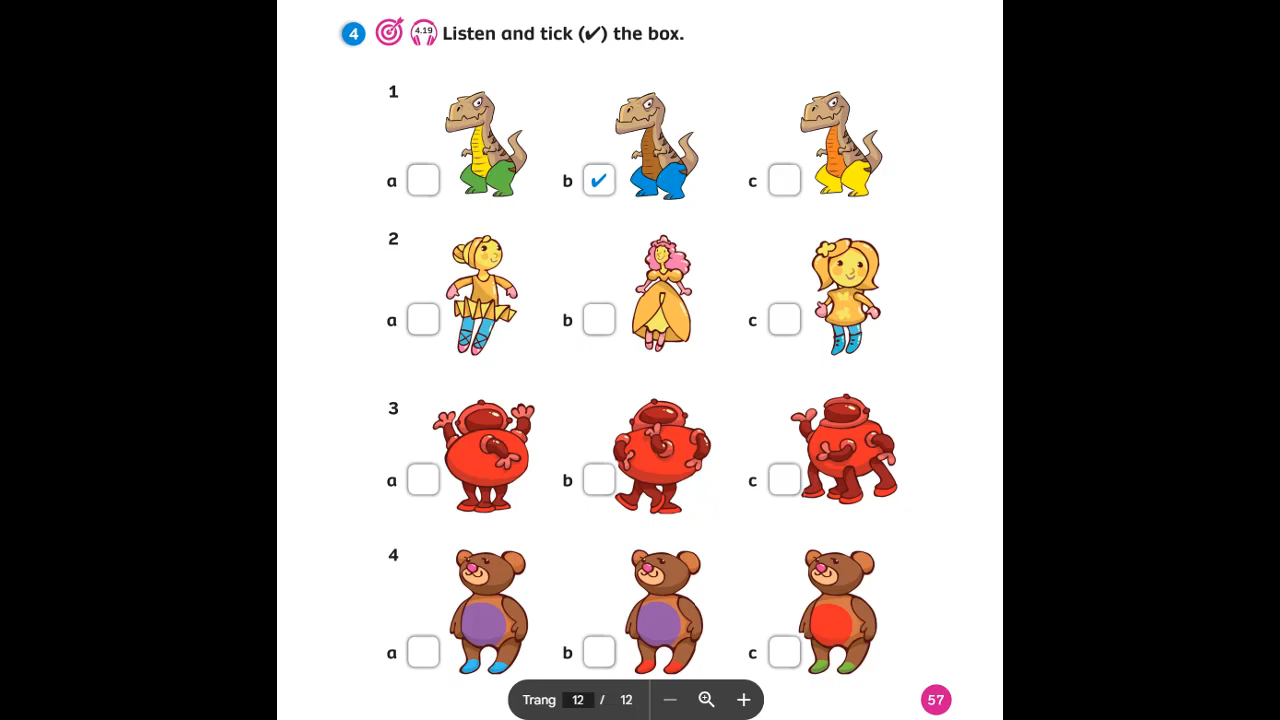 4 4.19 Listen and tick (✔) the box.
1
a b ✔ c
2
a b c
3
a b c
4
a b c
Trang 12 / 12
57